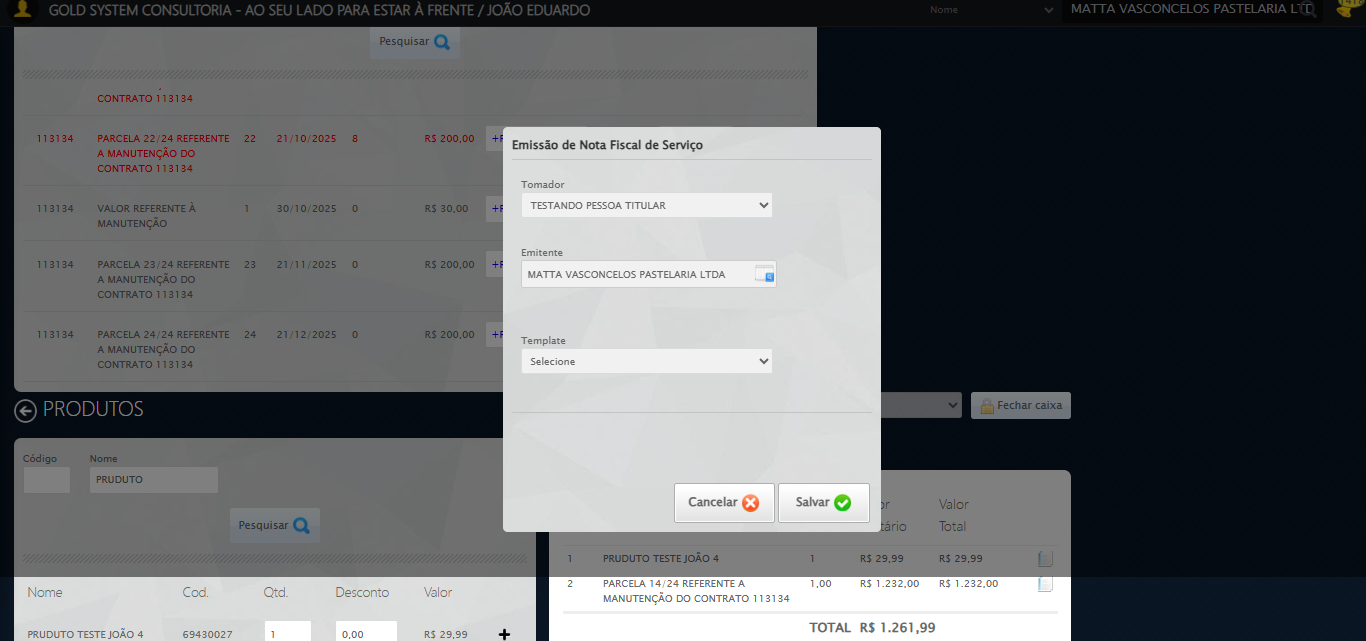 GOLD SYSTEM CONSULTORIA - AO SEU LADO PARA ESTAR À FRENTE / JOÃO EDUARDO
Nome
MATTA VASCONCELOS PASTELARIA LTD
Pesquisar
CONTRATO 113134
113134 PARCELA 22/24 REFERENTE 22 21/10/2025 8 R$ 200,00
A MANUTENÇÃO DO
CONTRATO 113134
113134 VALOR REFERENTE À 1 30/10/2025 0 R$ 30,00
MANUTENÇÃO
113134 PARCELA 23/24 REFERENTE 23 21/11/2025 0 R$ 200,00
A MANUTENÇÃO DO
CONTRATO 113134
113134 PARCELA 24/24 REFERENTE 24 21/12/2025 0 R$ 200,00
A MANUTENÇÃO DO
CONTRATO 113134
Emissão de Nota Fiscal de Serviço
Tomador
TESTANDO PESSOA TITULAR
Emitente
MATTA VASCONCELOS PASTELARIA LTDA
Template
Selecione
Cancelar
Salvar
Fechar caixa
PRODUTOS
Código Nome
PRUDUTO
Pesquisar
Nome Cod. Qtd. Desconto Valor
PRUDUTO TESTE JOÃO 4 69430027 1 0,00 R$ 29,99
Valor
Total
1 PRUDUTO TESTE JOÃO 4 1 R$ 29,99 R$ 29,99
2 PARCELA 14/24 REFERENTE A 1,00 R$ 1.232,00 R$ 1.232,00
MANUTENÇÃO DO CONTRATO 113134
TOTAL R$ 1.261,99